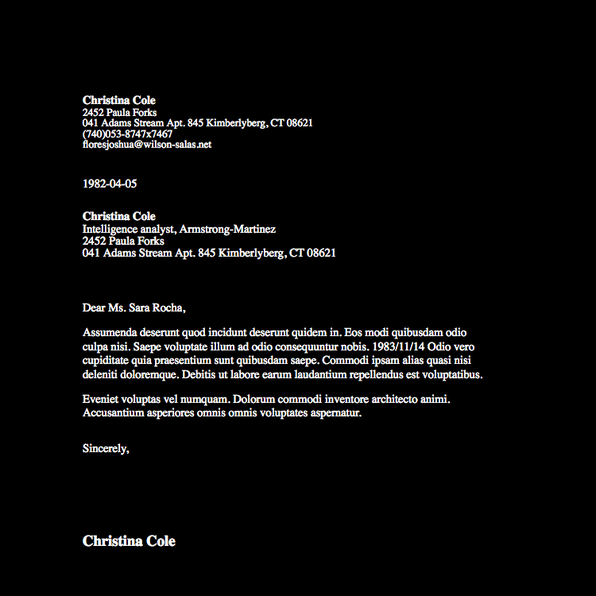 Christina Cole
2452 Paula Forks
041 Adams Stream Apt. 845 Kimberlyberg, CT 08621
(740)053-8747x7467
floresjoshua@wilson-salas.net
1982-04-05
Christina Cole
Intelligence analyst, Armstrong-Martinez
2452 Paula Forks
041 Adams Stream Apt. 845 Kimberlyberg, CT 08621
Dear Ms. Sara Rocha,
Assumenda deserunt quod incidunt deserunt quidem in. Eos modi quibusdam odio
culpa nisi. Saepe voluptate illum ad odio consequuntur nobis. 1983/11/14 Odio vero
cupiditate quia praesentium sunt quibusdam saepe. Commodi ipsam alias quasi nisi
deleniti doloremque. Debitis ut labore earum laudantium repellendus est voluptatibus.
Eveniet voluptas vel numquam. Dolorum commodi inventore architecto animi.
Accusantium asperiores omnis omnis voluptates aspernatur.
Sincerely,
Christina Cole